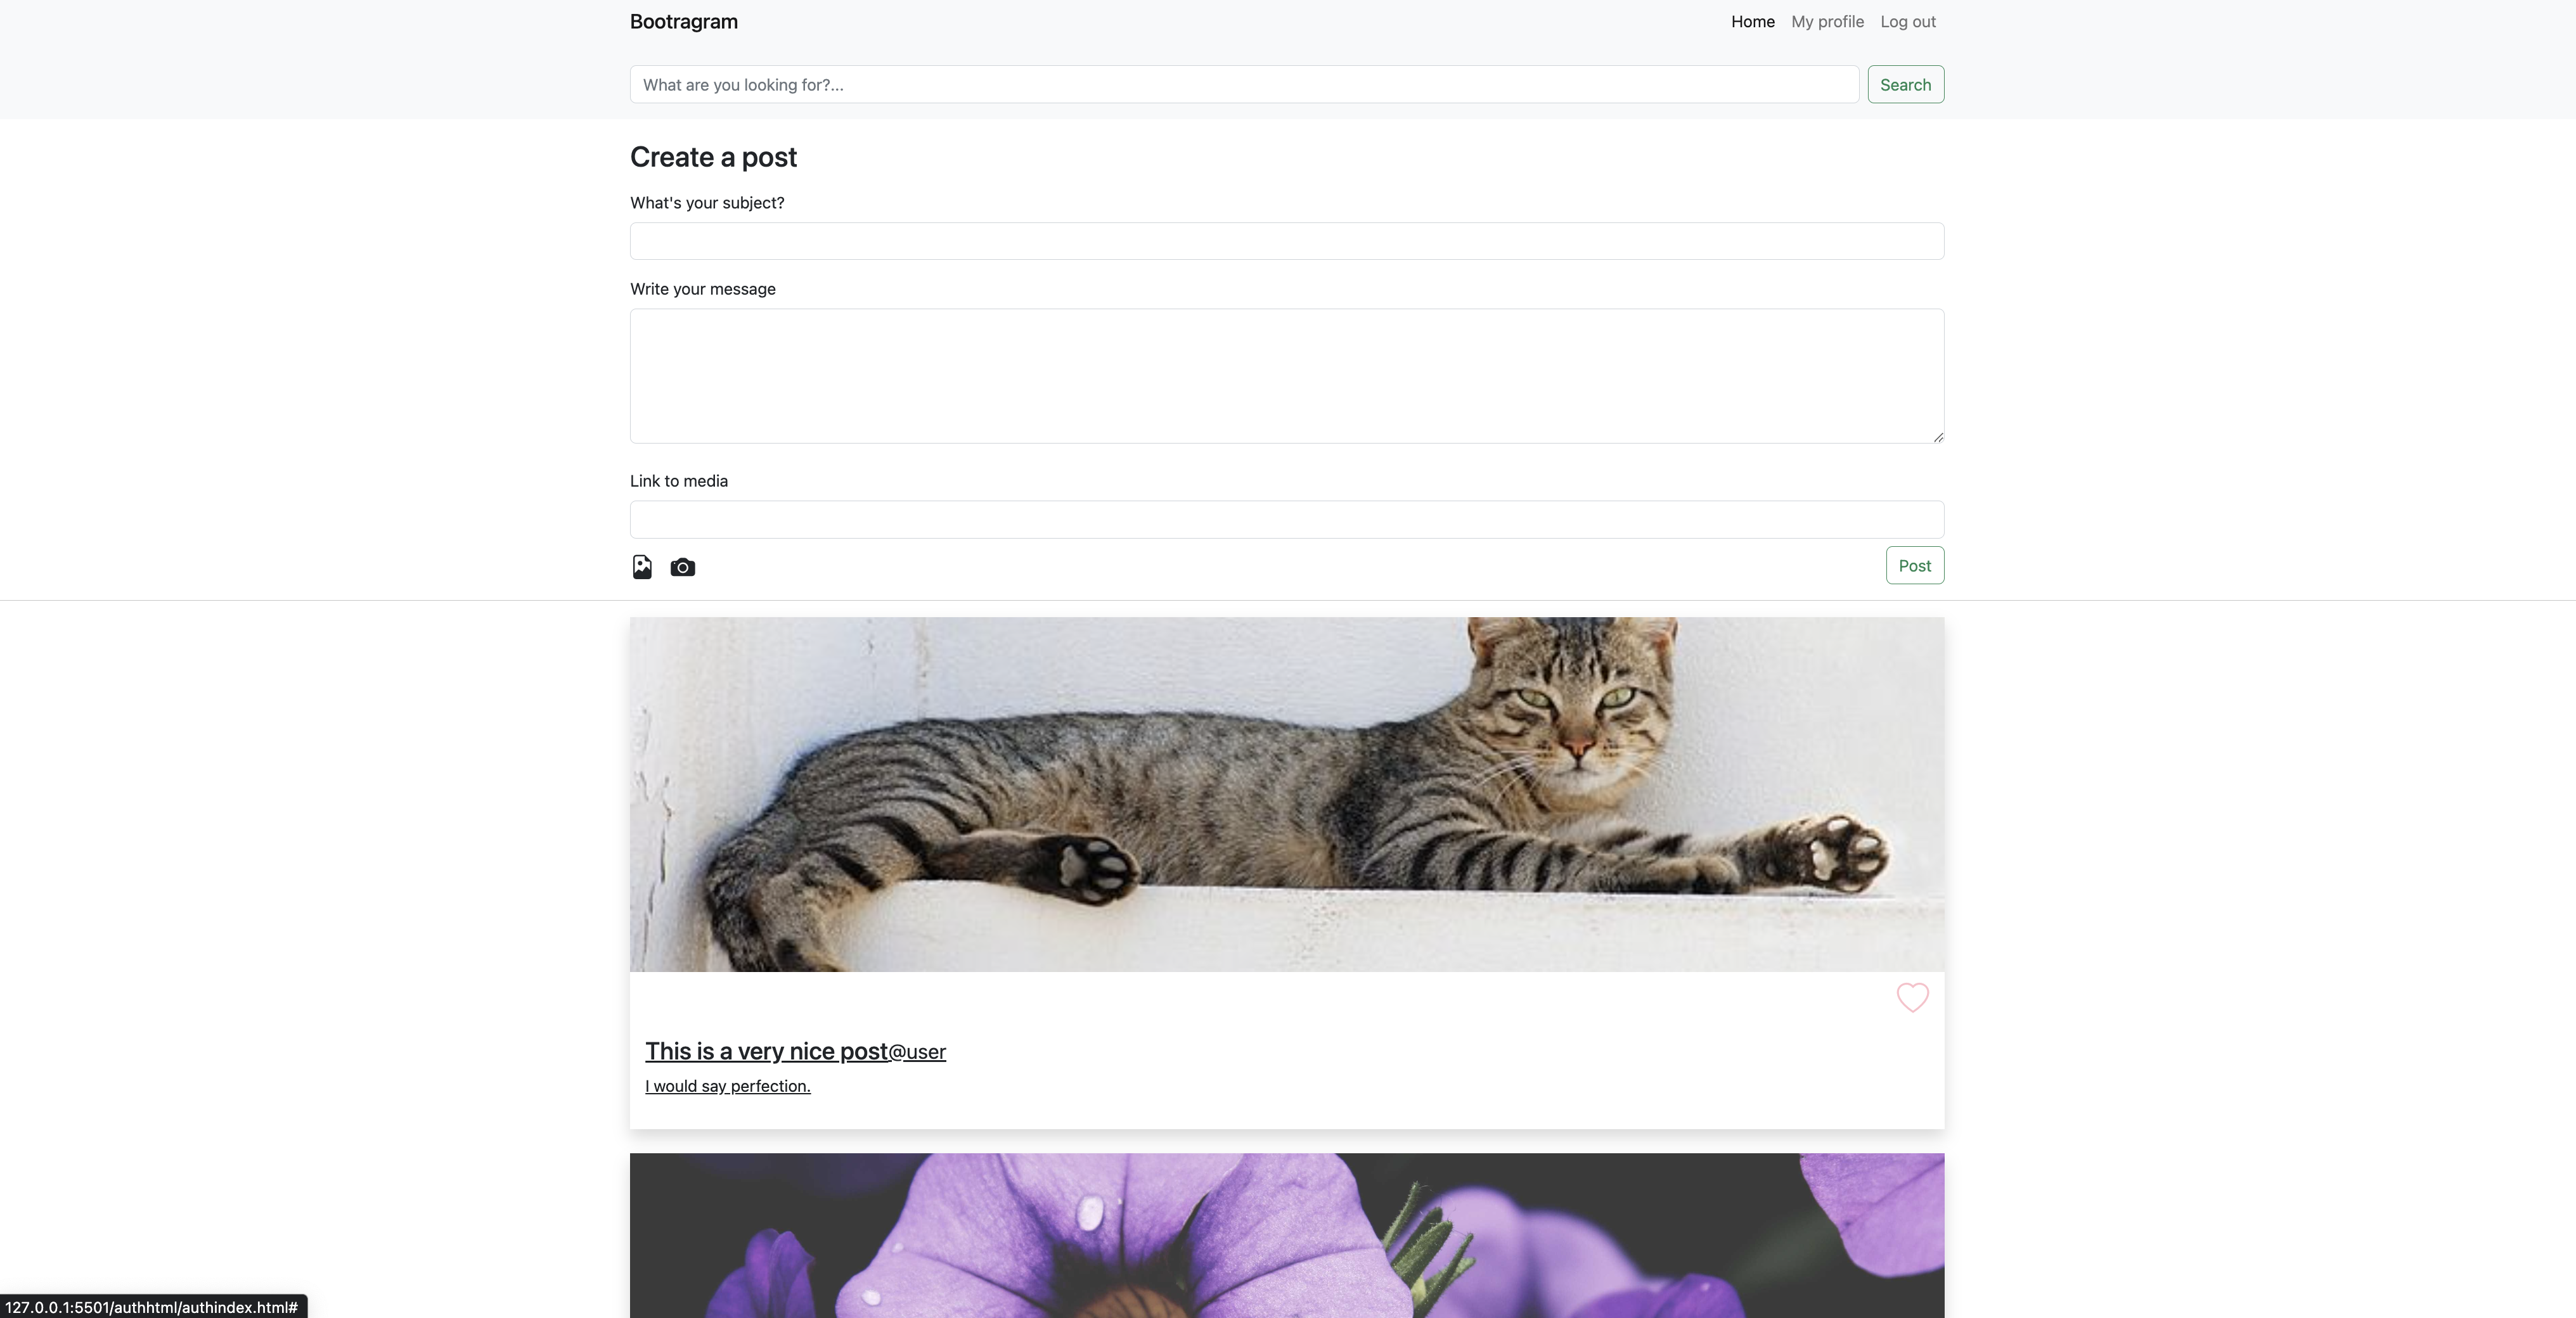 Bootragram Home My profile Log out
What are you looking for?... Search
Create a post
What's your subject?
Write your message
Link to media
Post
This is a very nice post@user
I would say perfection.
127.0.0.1:5501/authhtml/authindex.html#